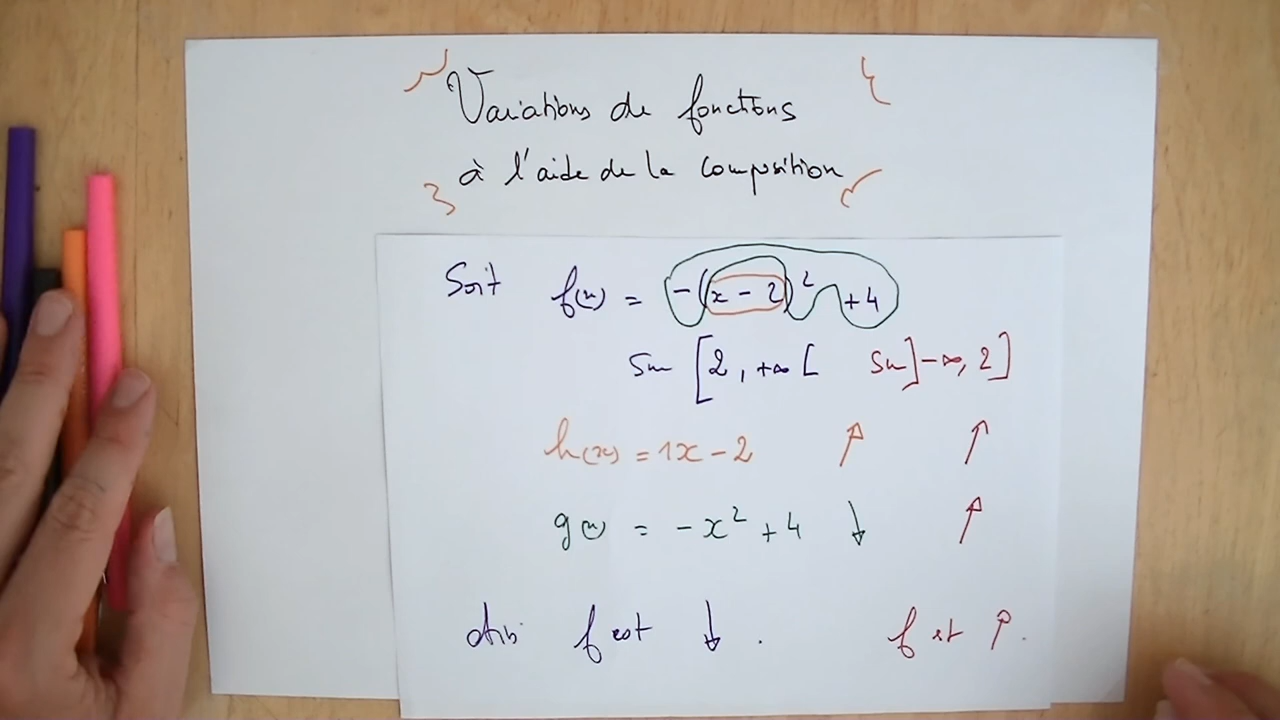 Variations de fonctions
à l'aide de la composition
Soit f(x) = -(x - 2)² + 4
Sur [2, +∞[ Sur ]-∞, 2]
h(x) = 1x - 2 ↑ ↑
g(x) = -x² + 4 ↓ ↑
f est ↓ . f est ↑ .